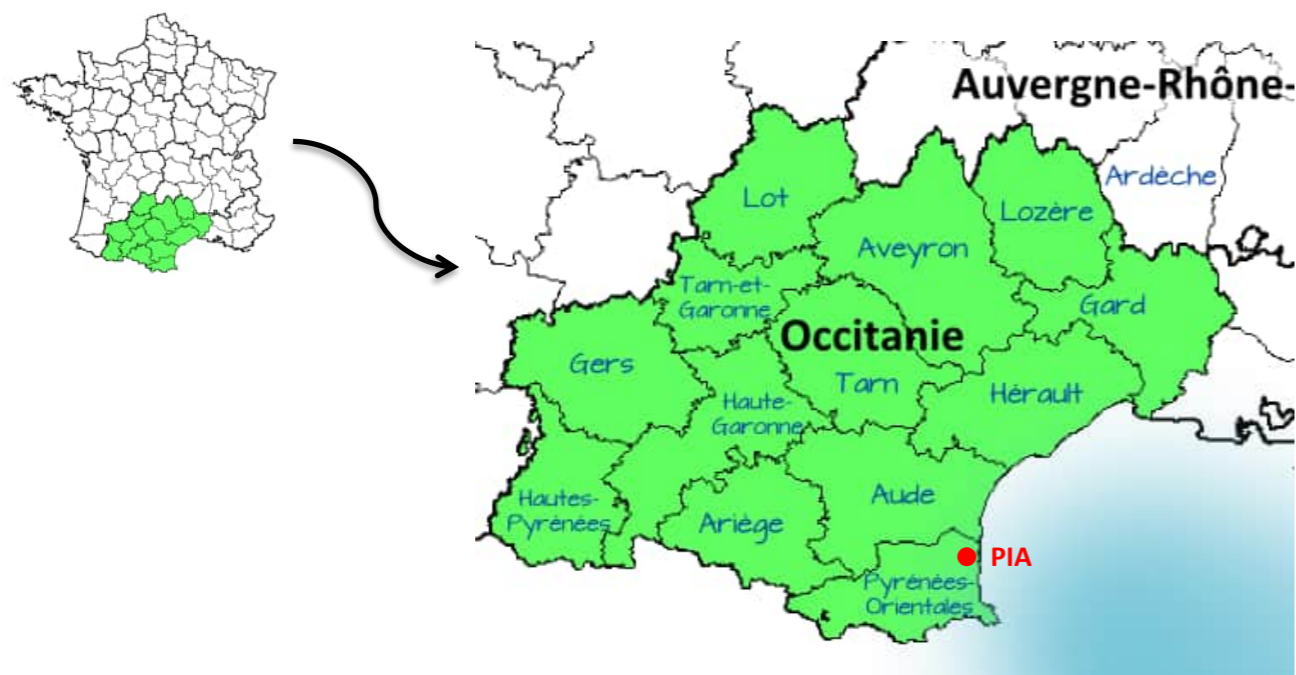 Auvergne-Rhône-
Ardèche
Lot
Lozère
Aveyron
Tarn-et-
Garonne
Gard
Occitanie
Gers
Tarn
Hérault
Haute-
Garonne
Hautes-
Pyrénées
Ariège
Aude
PIA
Pyrénées-
Orientales